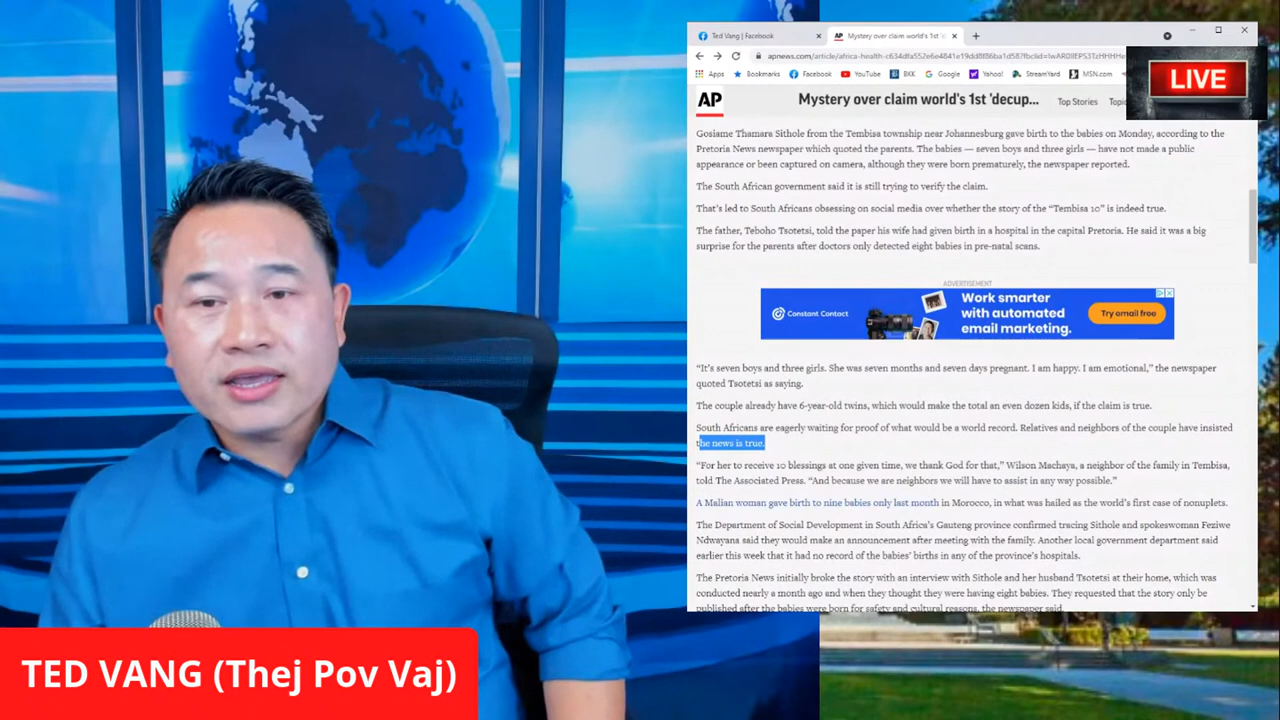 Ted Vang | Facebook
Mystery over claim world's 1st 'd
Apps Bookmarks Facebook YouTube BKK Google Yahoo! StreamYard MSN.com
LIVE
AP
Mystery over claim world's 1st 'decup...
Top Stories
Gosiame Thamara Sithole from the Tembisa township near Johannesburg gave birth to the babies on Monday, according to the
Pretoria News newspaper which quoted the parents. The babies — seven boys and three girls — have not made a public
appearance or been captured on camera, although they were born prematurely, the newspaper reported.
The South African government said it is still trying to verify the claim.
That's led to South Africans obsessing on social media over whether the story of the “Tembisa 10” is indeed true.
The father, Teboho Tsotetsi, told the paper his wife had given birth in a hospital in the capital Pretoria. He said it was a big
surprise for the parents after doctors only detected eight babies in pre-natal scans.
ADVERTISEMENT
Constant Contact
Work smarter
with automated
email marketing.
Try email free
“It's seven boys and three girls. She was seven months and seven days pregnant. I am happy. I am emotional,” the newspaper
quoted Tsotetsi as saying.
The couple already have 6-year-old twins, which would make the total an even dozen kids, if the claim is true.
South Africans are eagerly waiting for proof of what would be a world record. Relatives and neighbors of the couple have insisted
the news is true.
“For her to receive 10 blessings at one given time, we thank God for that,” Wilson Machaya, a neighbor of the family in Tembisa,
told The Associated Press. “And because we are neighbors we will have to assist in any way possible.”
A Malian woman gave birth to nine babies only last month in Morocco, in what was hailed as the world's first case of nonuplets.
The Department of Social Development in South Africa's Gauteng province confirmed tracing Sithole and spokeswoman Feziwe
Ndwayana said they would make an announcement after meeting with the family. Another local government department said
earlier this week that it had no record of the babies' births in any of the province's hospitals.
The Pretoria News initially broke the story with an interview with Sithole and her husband Tsotetsi at their home, which was
conducted nearly a month ago and when they thought they were having eight babies. They requested that the story only be
published after the babies were born for safety and cultural reasons, the newspaper said.
TED VANG (Thej Pov Vaj)